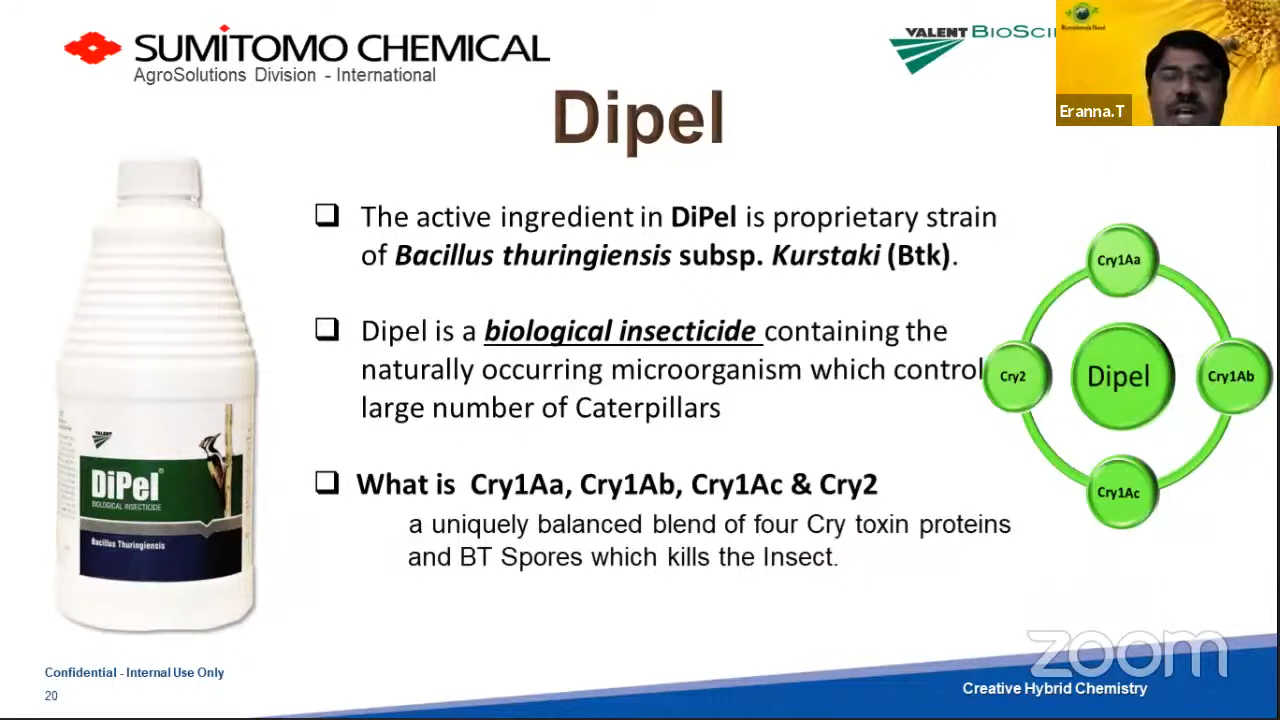 SUMITOMO CHEMICAL
AgroSolutions Division - International
VALENT BIOSCI
Eranna.T
Dipel
The active ingredient in DiPel is proprietary strain
of Bacillus thuringiensis subsp. Kurstaki (Btk).
Dipel is a biological insecticide containing the
naturally occurring microorganism which control
large number of Caterpillars
What is Cry1Aa, Cry1Ab, Cry1Ac & Cry2
a uniquely balanced blend of four Cry toxin proteins
and BT Spores which kills the Insect.
Cry1Aa
Cry2
Dipel
Cry1Ab
Cry1Ac
VALENT
DiPel®
BIOLOGICAL INSECTICIDE
Bacillus Thuringiensis
zoom
Confidential - Internal Use Only
20
Creative Hybrid Chemistry